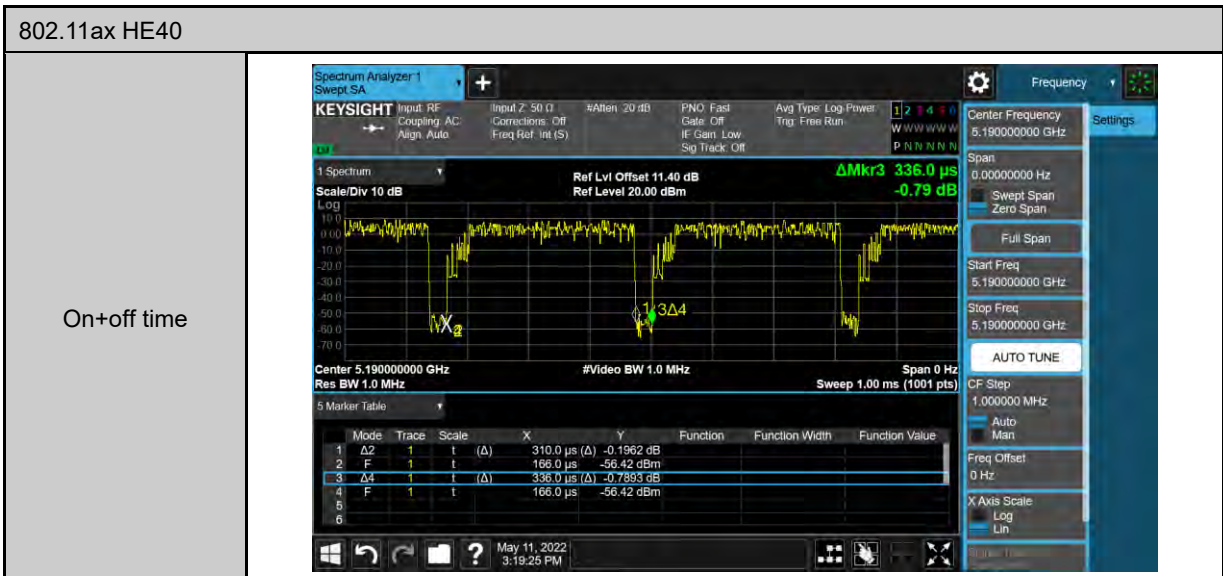 802.11ax HE40
On+off time
Spectrum Analyzer 1
Swept SA
Frequency
KEYSIGHT
Input: RF
Coupling: AC
Align: Auto
Input Z: 50 Ω
Corrections: Off
Freq Ref: Int (S)
#Atten: 20 dB
PNO: Fast
Gate: Off
IF Gain: Low
Sig Track: Off
Avg Type: Log-Power
Trig: Free Run
1 2 3 4 5 6
W W W W W W
P N N N N N
1 Spectrum
Scale/Div 10 dB
Log
Ref Lvl Offset 11.40 dB
Ref Level 20.00 dBm
ΔMkr3 336.0 µs
-0.79 dB
10.0
0.00
-10.0
-20.0
-30.0
-40.0
-50.0
-60.0
-70.0
3Δ4
Center 5.190000000 GHz
#Video BW 1.0 MHz
Span 0 Hz
Res BW 1.0 MHz
Sweep 1.00 ms (1001 pts)
5 Marker Table
Mode Trace Scale X Y Function Function Width Function Value
1 Δ2 1 t (Δ) 310.0 µs (Δ) -0.1962 dB
2 F 1 t 166.0 µs -56.42 dBm
3 Δ4 1 t (Δ) 336.0 µs (Δ) -0.7893 dB
4 F 1 t 166.0 µs -56.42 dBm
5
6
May 11, 2022
3:19:25 PM
Center Frequency
5.190000000 GHz
Settings
Span
0.00000000 Hz
Swept Span
Zero Span
Full Span
Start Freq
5.190000000 GHz
Stop Freq
5.190000000 GHz
AUTO TUNE
CF Step
1.000000 MHz
Auto
Man
Freq Offset
0 Hz
X Axis Scale
Log
Lin